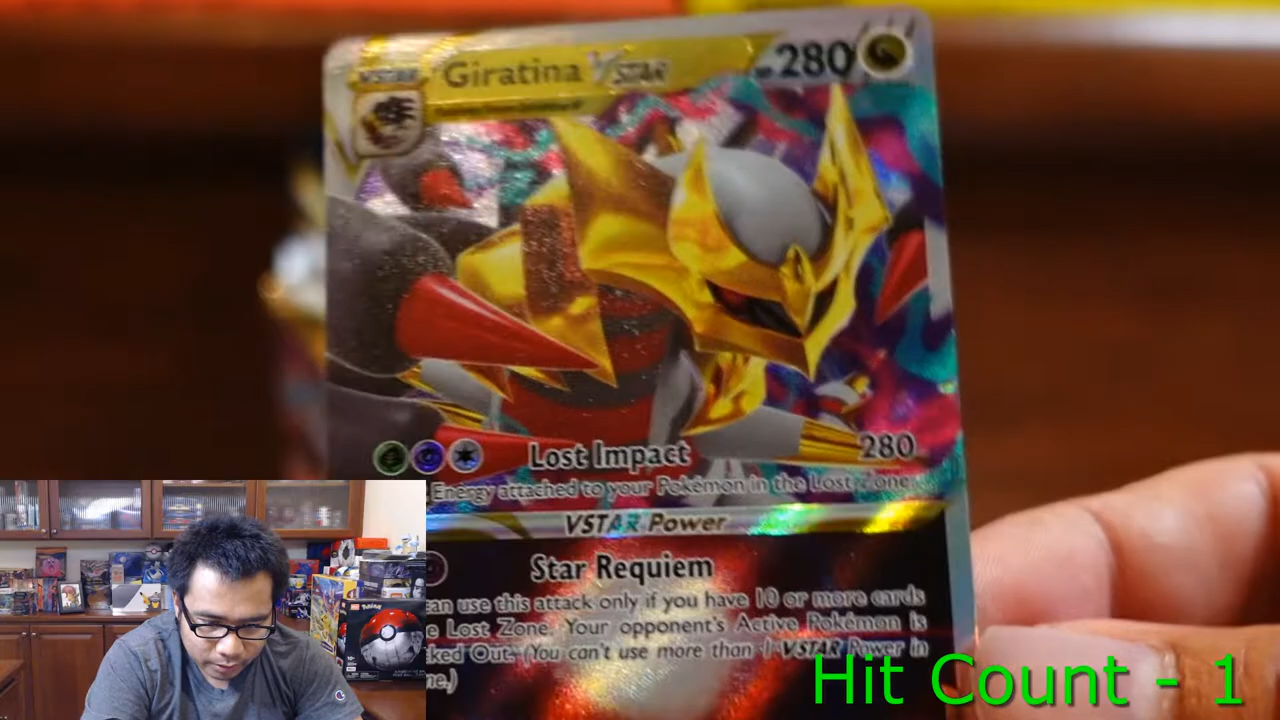 VSTAR Giratina VSTAR 280
Lost Impact 280
Energy attached to your Pokémon in the Lost Zone.
VSTAR Power
Star Requiem
can use this attack only if you have 10 or more cards
Lost Zone. Your opponent's Active Pokémon is
ked Out. (You can't use more than 1 VSTAR Power in
me.)
Hit Count - 1